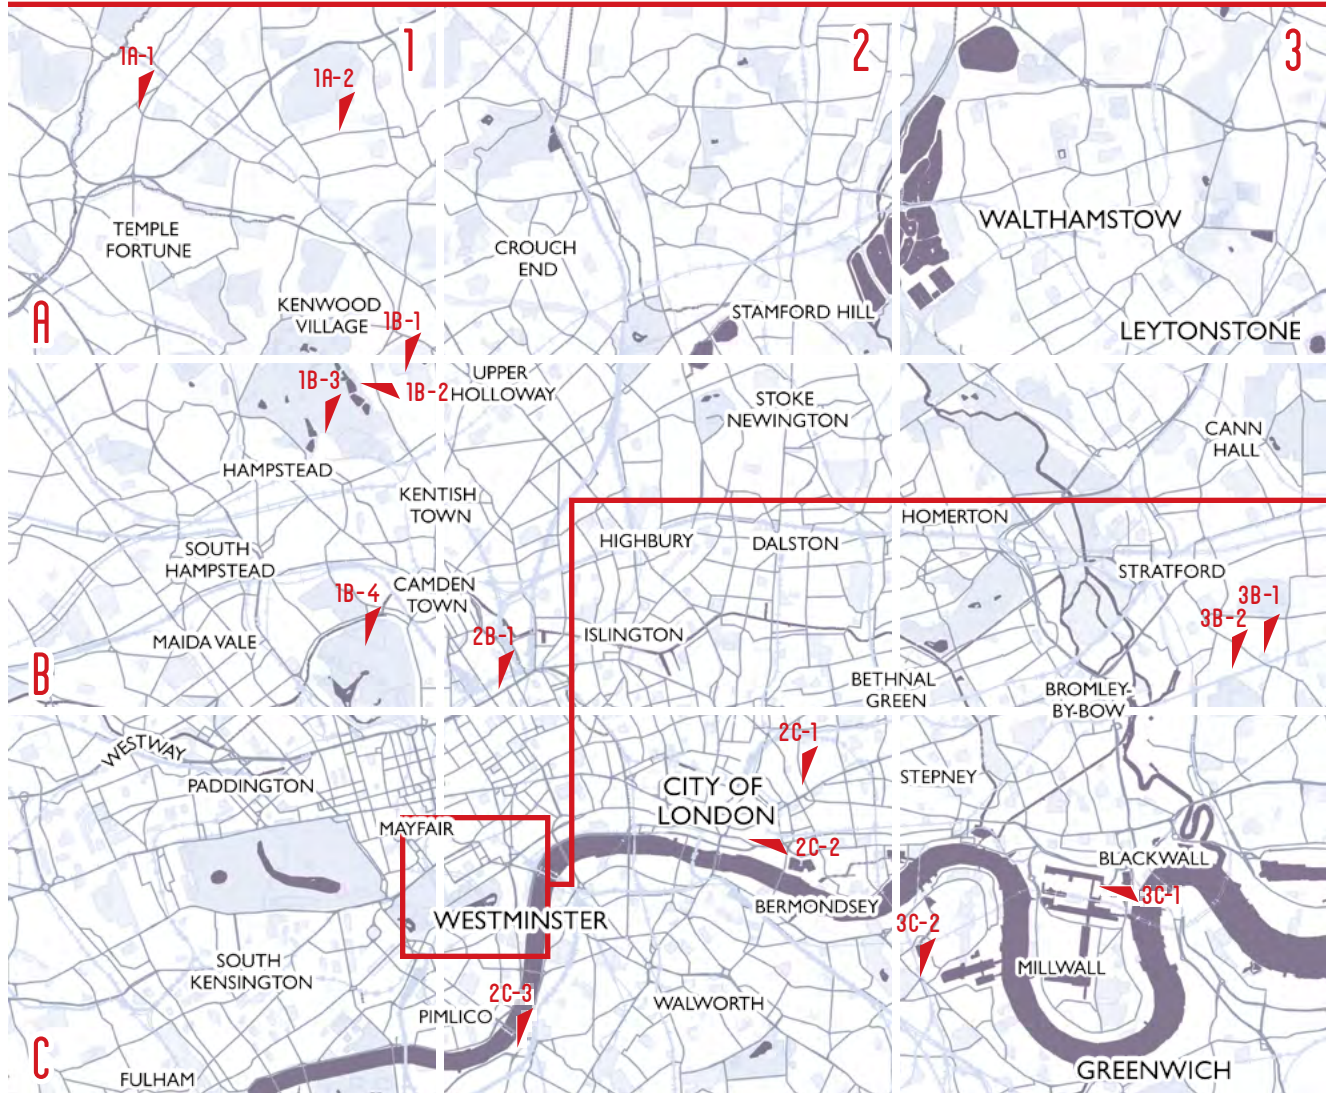 1
2
3
1A-1
1A-2
TEMPLE
FORTUNE
CROUCH
END
WALTHAMSTOW
KENWOOD
VILLAGE
1B-1
STAMFORD HILL
A
LEYTONSTONE
1B-3
1B-2
UPPER
HOLLOWAY
STOKE
NEWINGTON
CANN
HALL
HAMPSTEAD
KENTISH
TOWN
HOMERTON
SOUTH
HAMPSTEAD
HIGHBURY
DALSTON
STRATFORD
1B-4
CAMDEN
TOWN
3B-1
3B-2
MAIDA VALE
2B-1
ISLINGTON
B
BETHNAL
GREEN
BROMLEY-
BY-BOW
WESTWAY
2C-1
PADDINGTON
CITY OF
LONDON
STEPNEY
MAYFAIR
2C-2
BLACKWALL
3C-1
BERMONDSEY
WESTMINSTER
3C-2
SOUTH
KENSINGTON
MILLWALL
2C-3
PIMLICO
WALWORTH
C
FULHAM
GREENWICH